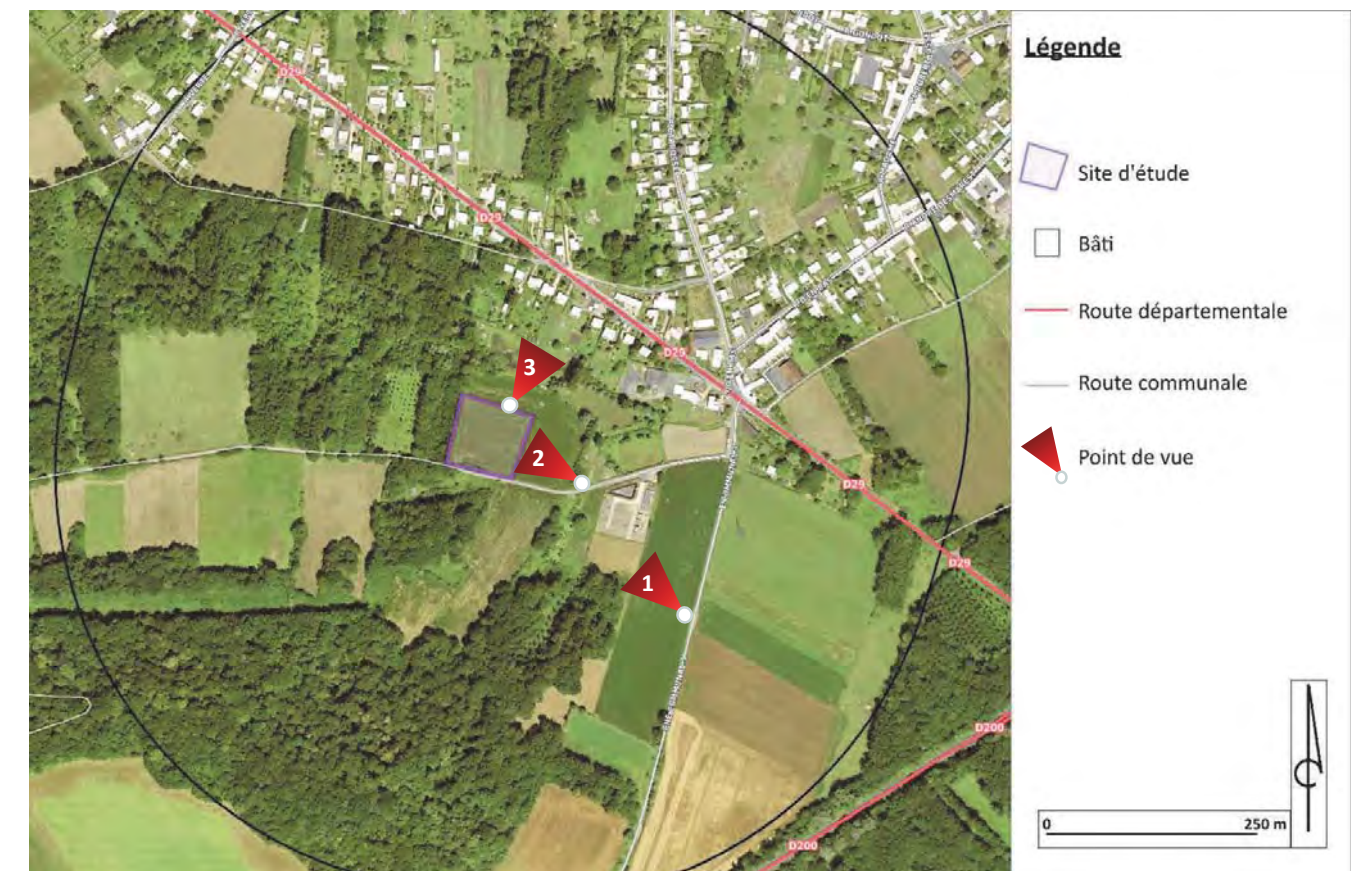 Légende
Site d'étude
Bâti
Route départementale
Route communale
Point de vue
0 250 m
D29
D29
D29
D29
D29
D200
D200
3
2
1